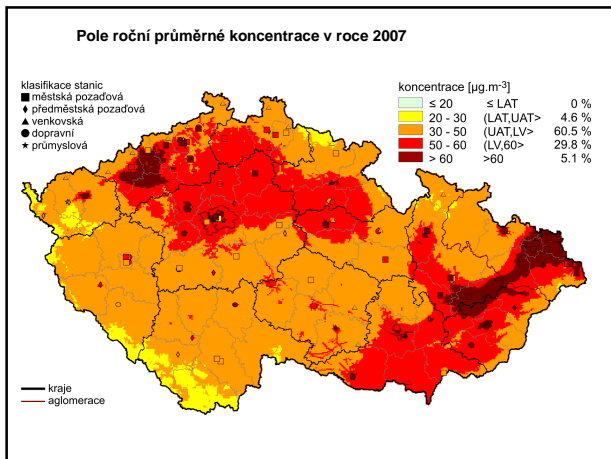 Pole roční průměrné koncentrace v roce 2007
klasifikace stanic
městská pozaďová
předměstská pozaďová
venkovská
dopravní
průmyslová
koncentrace [µg.m-3]
≤ 20 ≤ LAT 0 %
20 - 30 (LAT,UAT> 4.6 %
30 - 50 (UAT,LV> 60.5 %
50 - 60 (LV,60> 29.8 %
> 60 >60 5.1 %
kraje
aglomerace